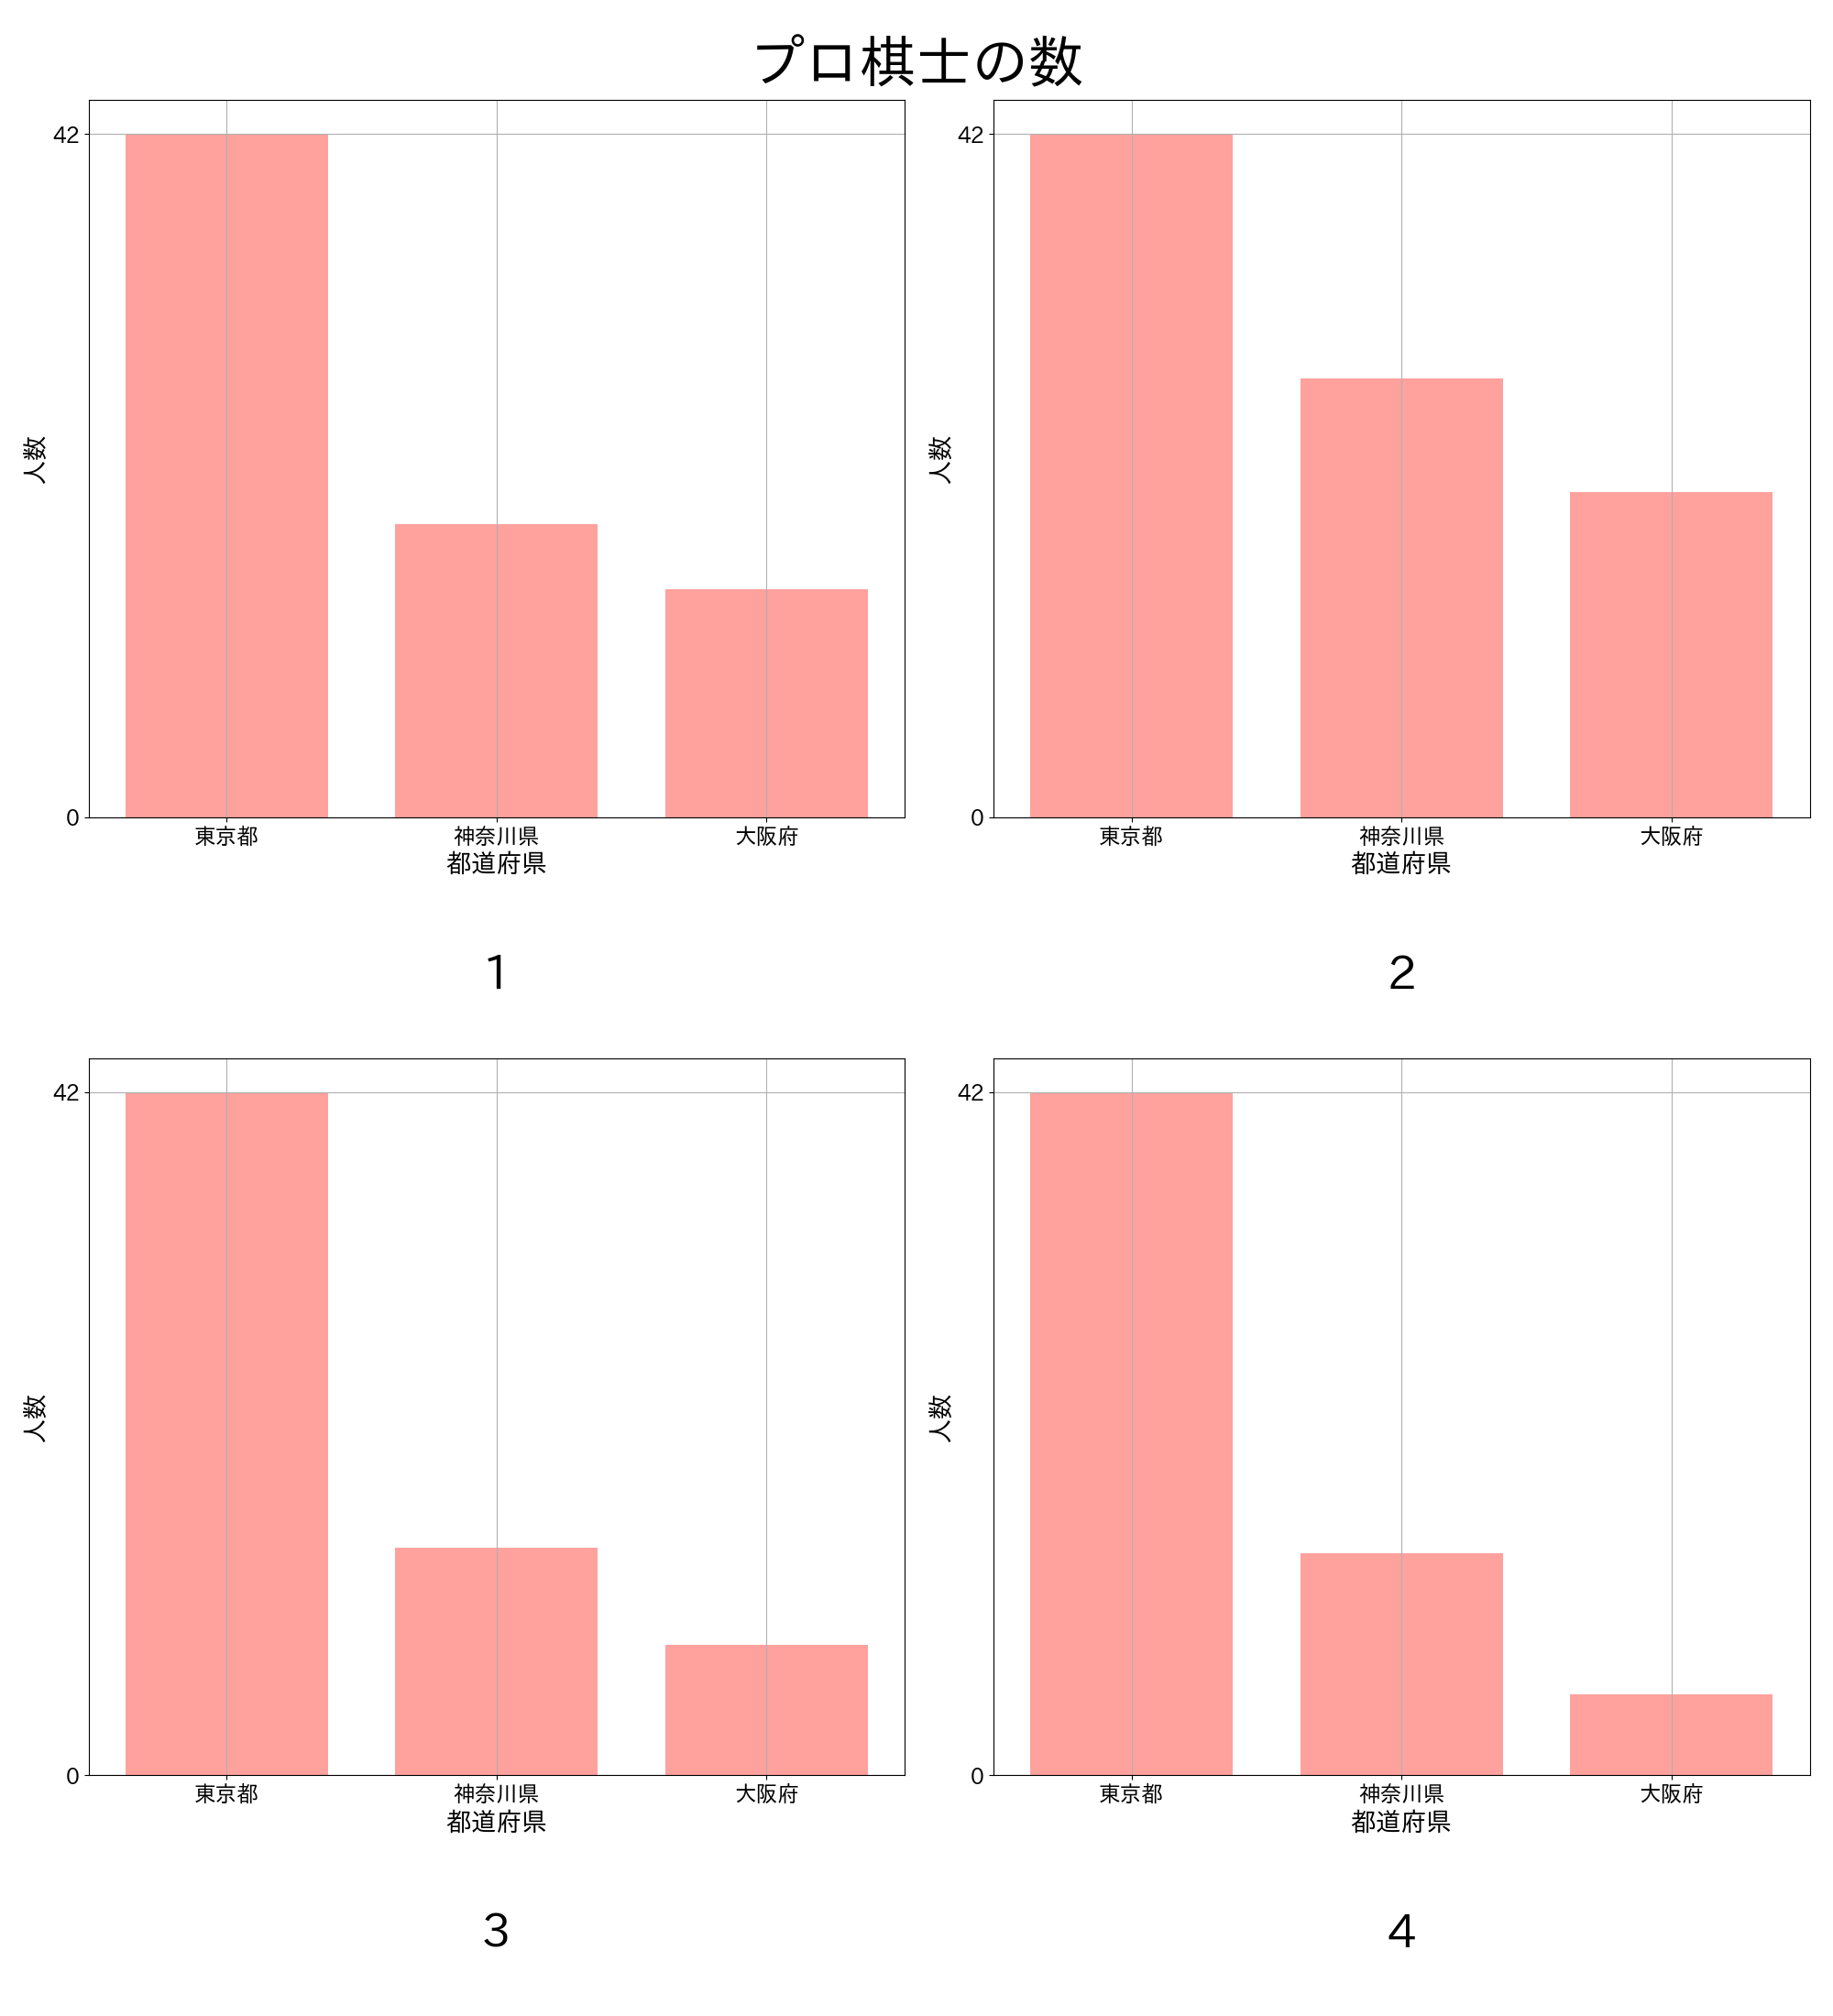 プロ棋士の数
42
0
人数
東京都 神奈川県 大阪府
都道府県
1
42
0
人数
東京都 神奈川県 大阪府
都道府県
2
42
0
人数
東京都 神奈川県 大阪府
都道府県
3
42
0
人数
東京都 神奈川県 大阪府
都道府県
4